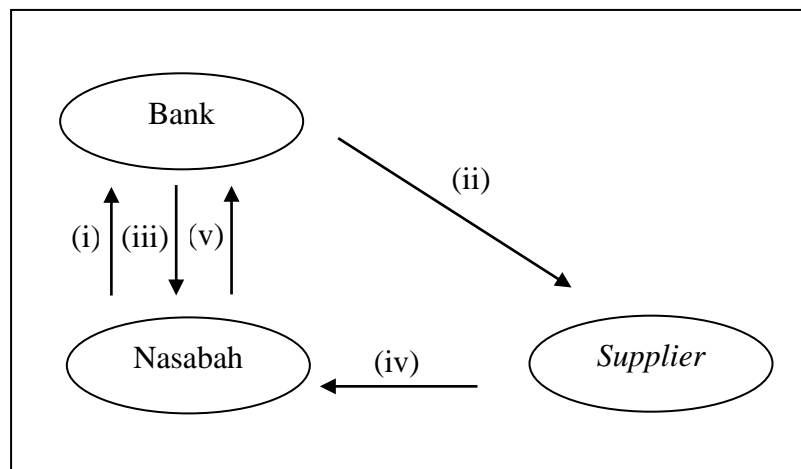 Bank
(ii)
(i)
(iii)
(v)
Nasabah
(iv)
Supplier